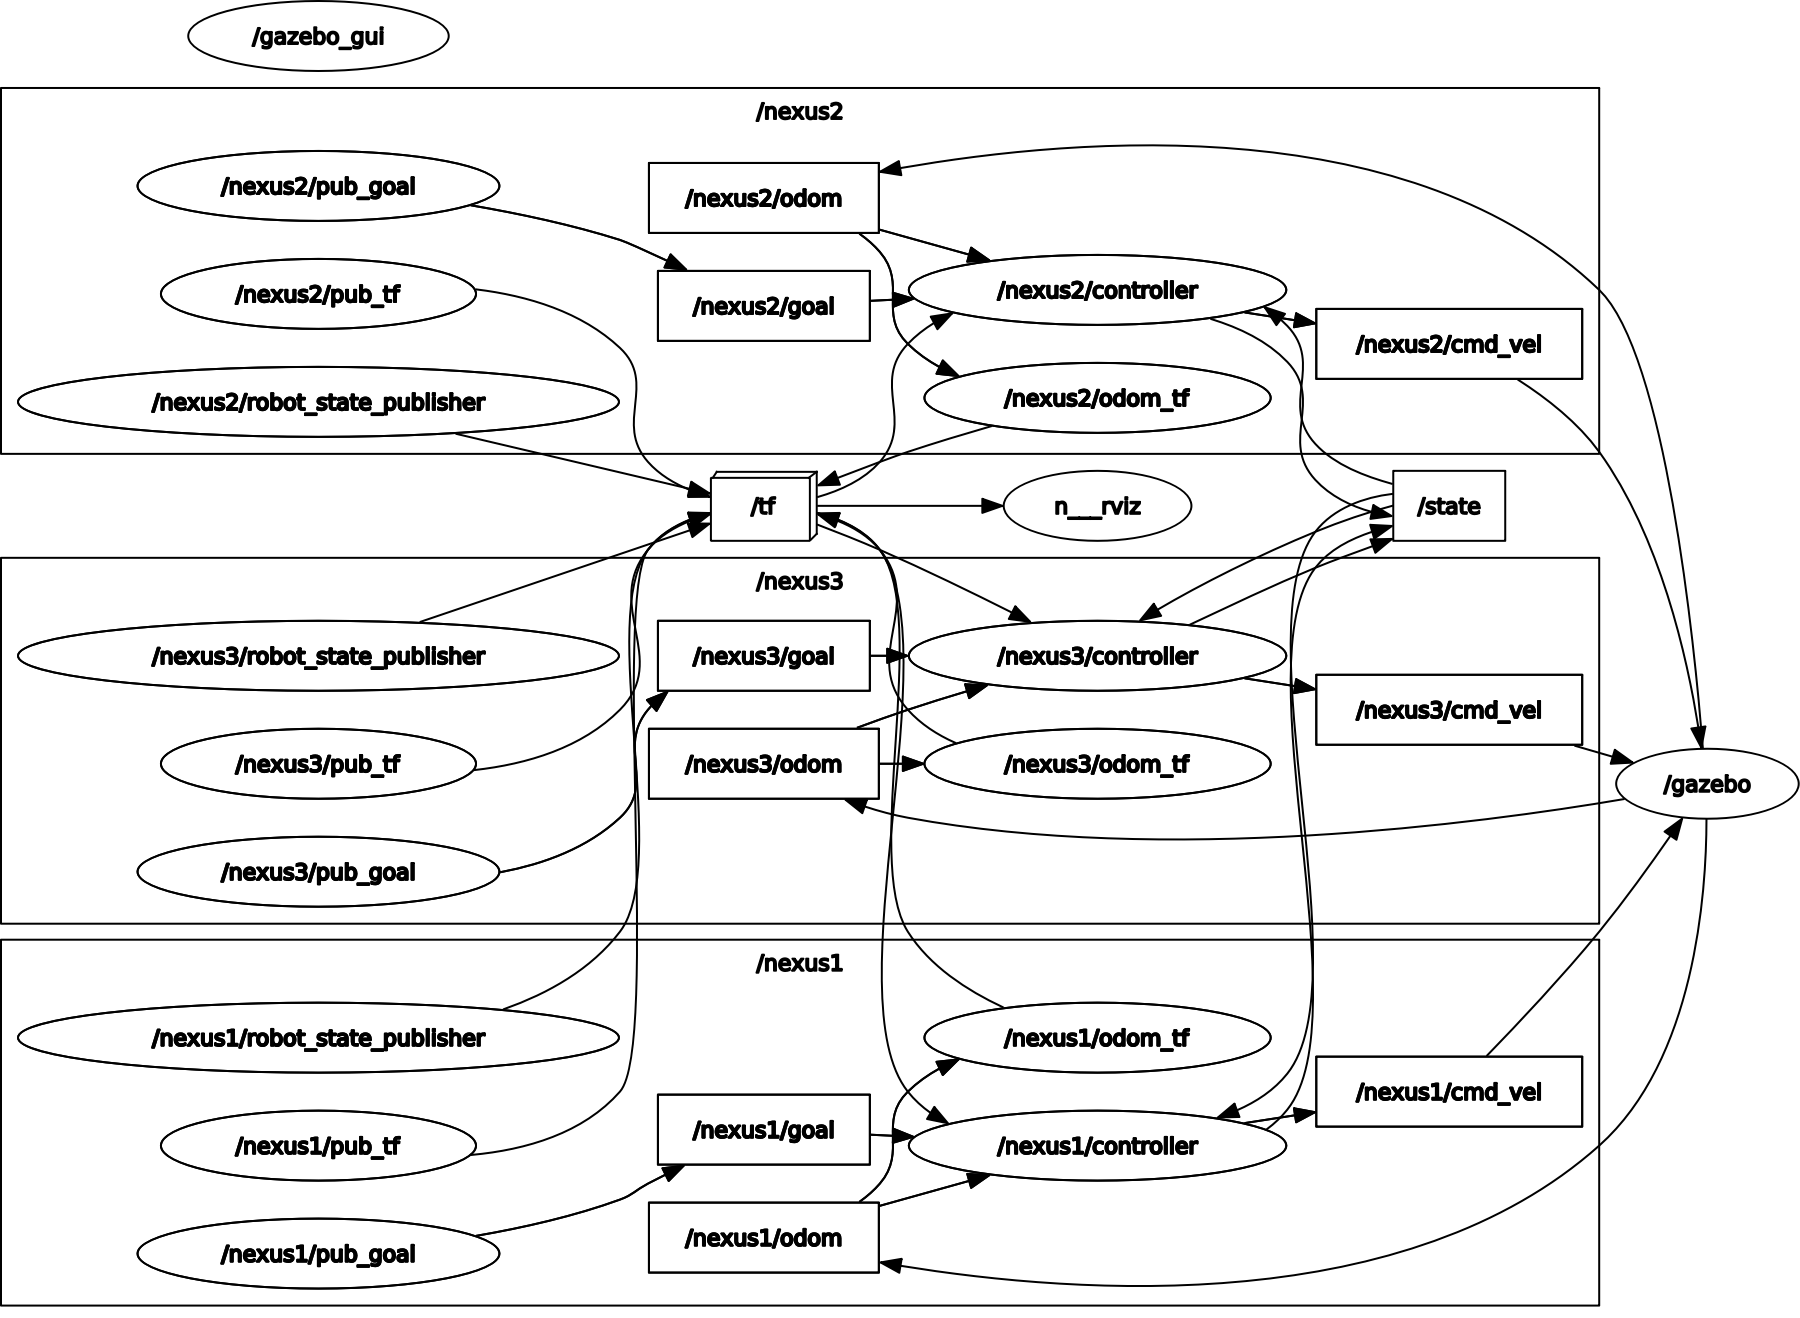 /gazebo_gui
/nexus2
/nexus2/pub_goal
/nexus2/odom
/nexus2/pub_tf
/nexus2/goal
/nexus2/controller
/nexus2/cmd_vel
/nexus2/robot_state_publisher
/nexus2/odom_tf
/tf
n___rviz
/state
/nexus3
/nexus3/robot_state_publisher
/nexus3/goal
/nexus3/controller
/nexus3/cmd_vel
/nexus3/pub_tf
/nexus3/odom
/nexus3/odom_tf
/gazebo
/nexus3/pub_goal
/nexus1
/nexus1/robot_state_publisher
/nexus1/odom_tf
/nexus1/cmd_vel
/nexus1/pub_tf
/nexus1/goal
/nexus1/controller
/nexus1/pub_goal
/nexus1/odom